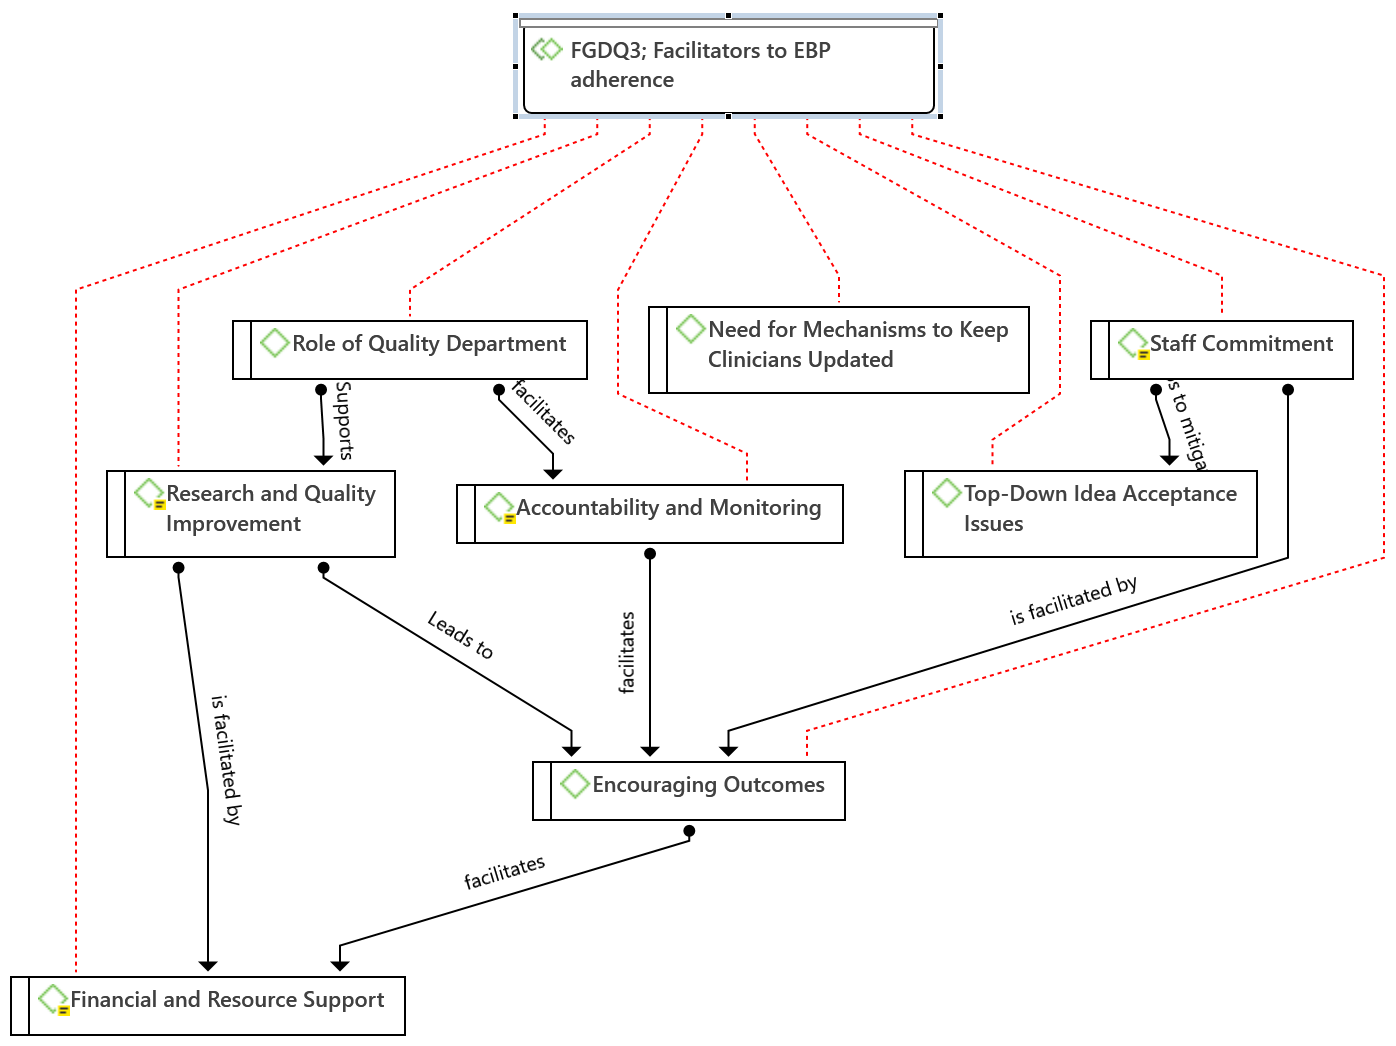 FGDQ3; Facilitators to EBP
adherence
Role of Quality Department
Need for Mechanisms to Keep
Clinicians Updated
Staff Commitment
Supports
facilitates
to
Research and Quality
Improvement
Accountability and Monitoring
Top-Down Idea Acceptance
Issues
Leads to
facilitates
is facilitated by
is facilitated by
Encouraging Outcomes
facilitates
Financial and Resource Support